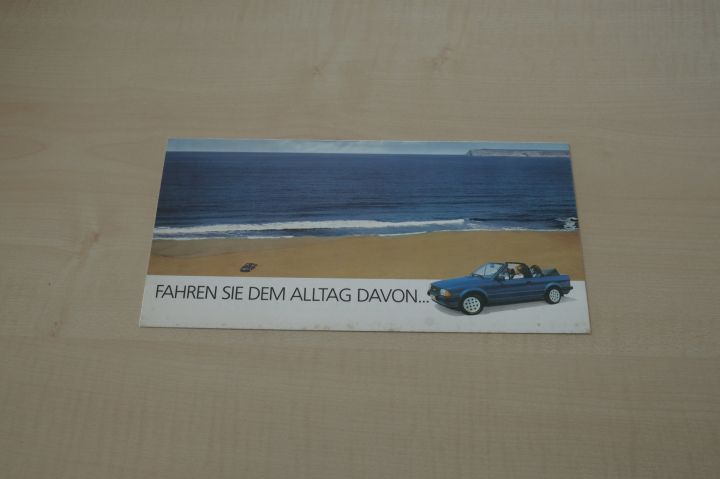 FAHREN SIE DEM ALLTAG DAVON...